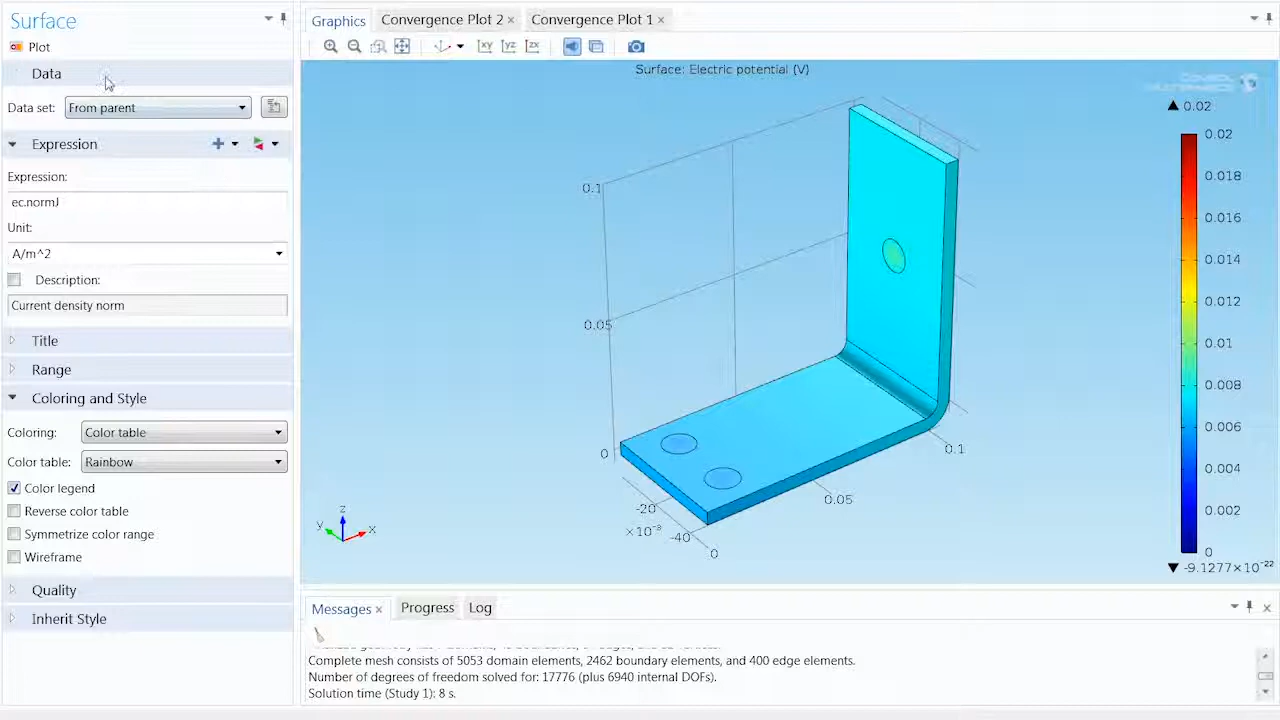 Surface
Plot
Data
Data set: From parent
Expression
Expression:
ec.normJ
Unit:
A/m^2
Description:
Current density norm
Title
Range
Coloring and Style
Coloring: Color table
Color table: Rainbow
Color legend
Reverse color table
Symmetrize color range
Wireframe
Quality
Inherit Style
Graphics Convergence Plot 2 × Convergence Plot 1 ×
xy yz zx
Surface: Electric potential (V)
▲ 0.02
0.02
0.018
0.016
0.014
0.012
0.01
0.008
0.006
0.004
0.002
0
▼ -9.1277×10⁻²²
0.1
0.05
0
-20
×10⁻³
-40
0
0.05
0.1
z
y
x
Messages × Progress Log
Complete mesh consists of 5053 domain elements, 2462 boundary elements, and 400 edge elements.
Number of degrees of freedom solved for: 17776 (plus 6940 internal DOFs).
Solution time (Study 1): 8 s.